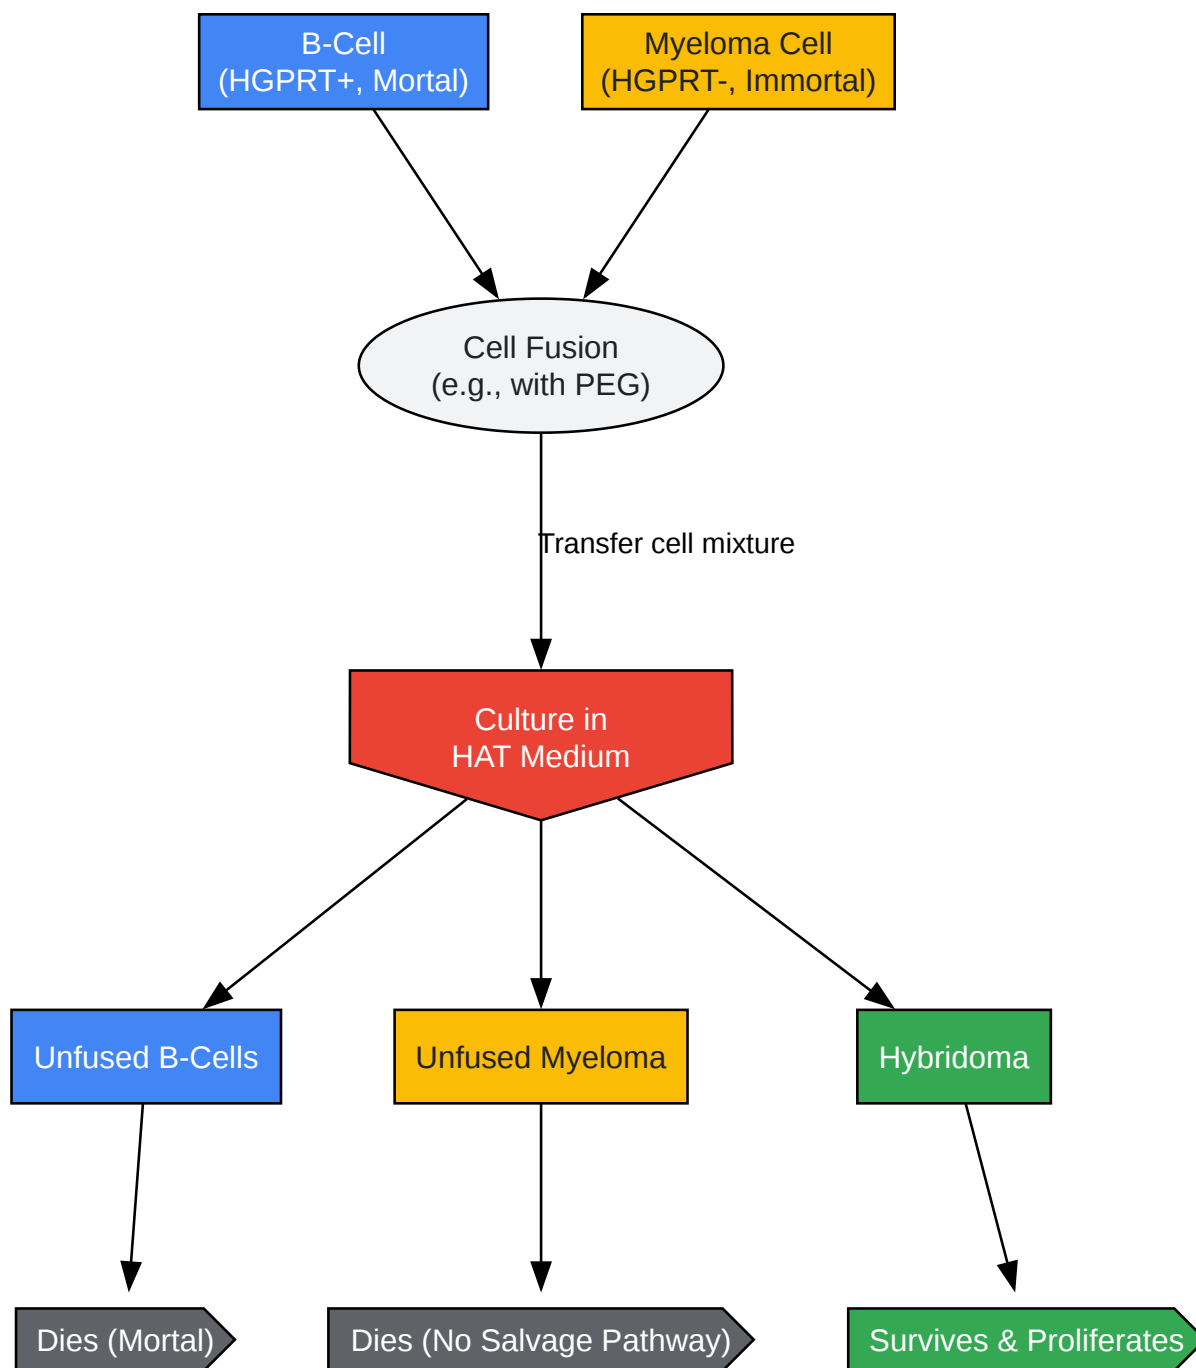 B-Cell
(HGPRT+, Mortal)
Myeloma Cell
(HGPRT-, Immortal)
Cell Fusion
(e.g., with PEG)
Transfer cell mixture
Culture in
HAT Medium
Unfused B-Cells
Unfused Myeloma
Hybridoma
Dies (Mortal)
Dies (No Salvage Pathway)
Survives & Proliferates